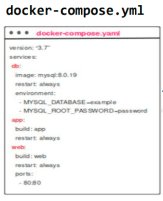 docker-compose.yml
docker-compose.yaml
version: "3.7"
services:
db:
image: mysql:8.0.19
restart: always
environment:
- MYSQL_DATABASE=example
- MYSQL_ROOT_PASSWORD=password
app:
build: app
restart: always
web:
build: web
restart: always
ports:
- 80:80